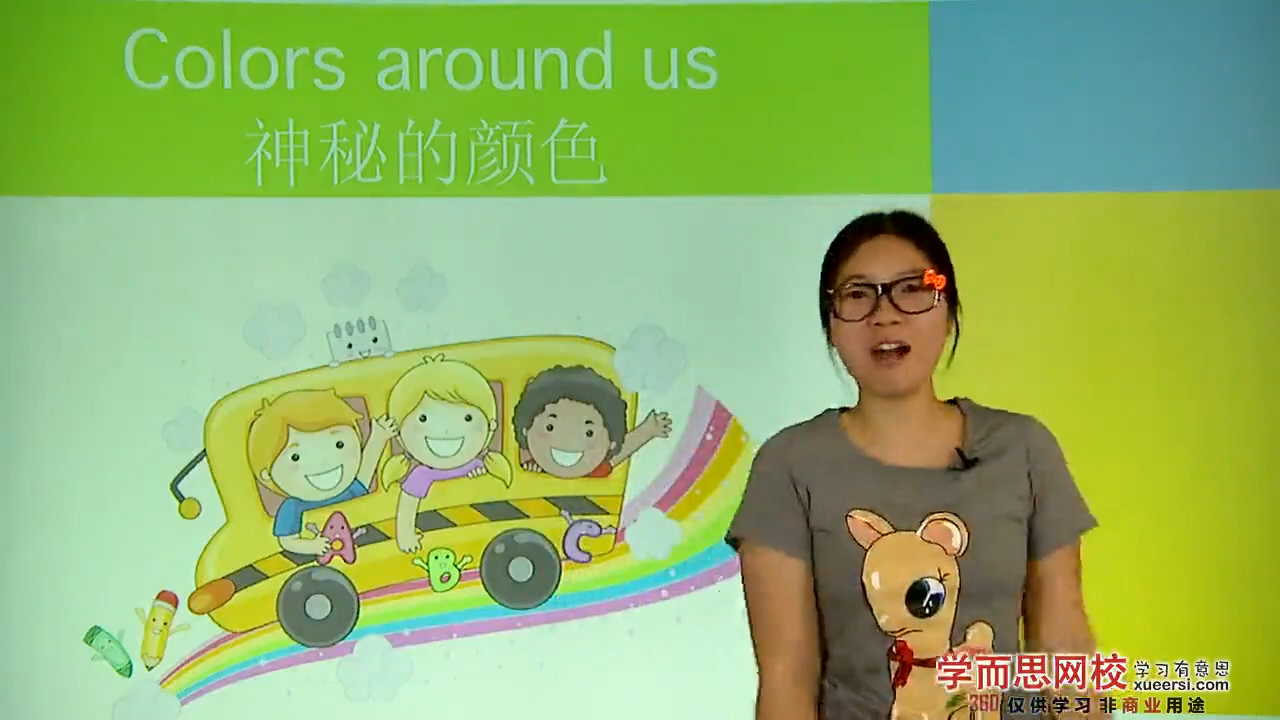 Colors around us
神秘的颜色
A
B
C
学而思网校 学习有意思
xueersi.com
360 仅供学习 非商业用途